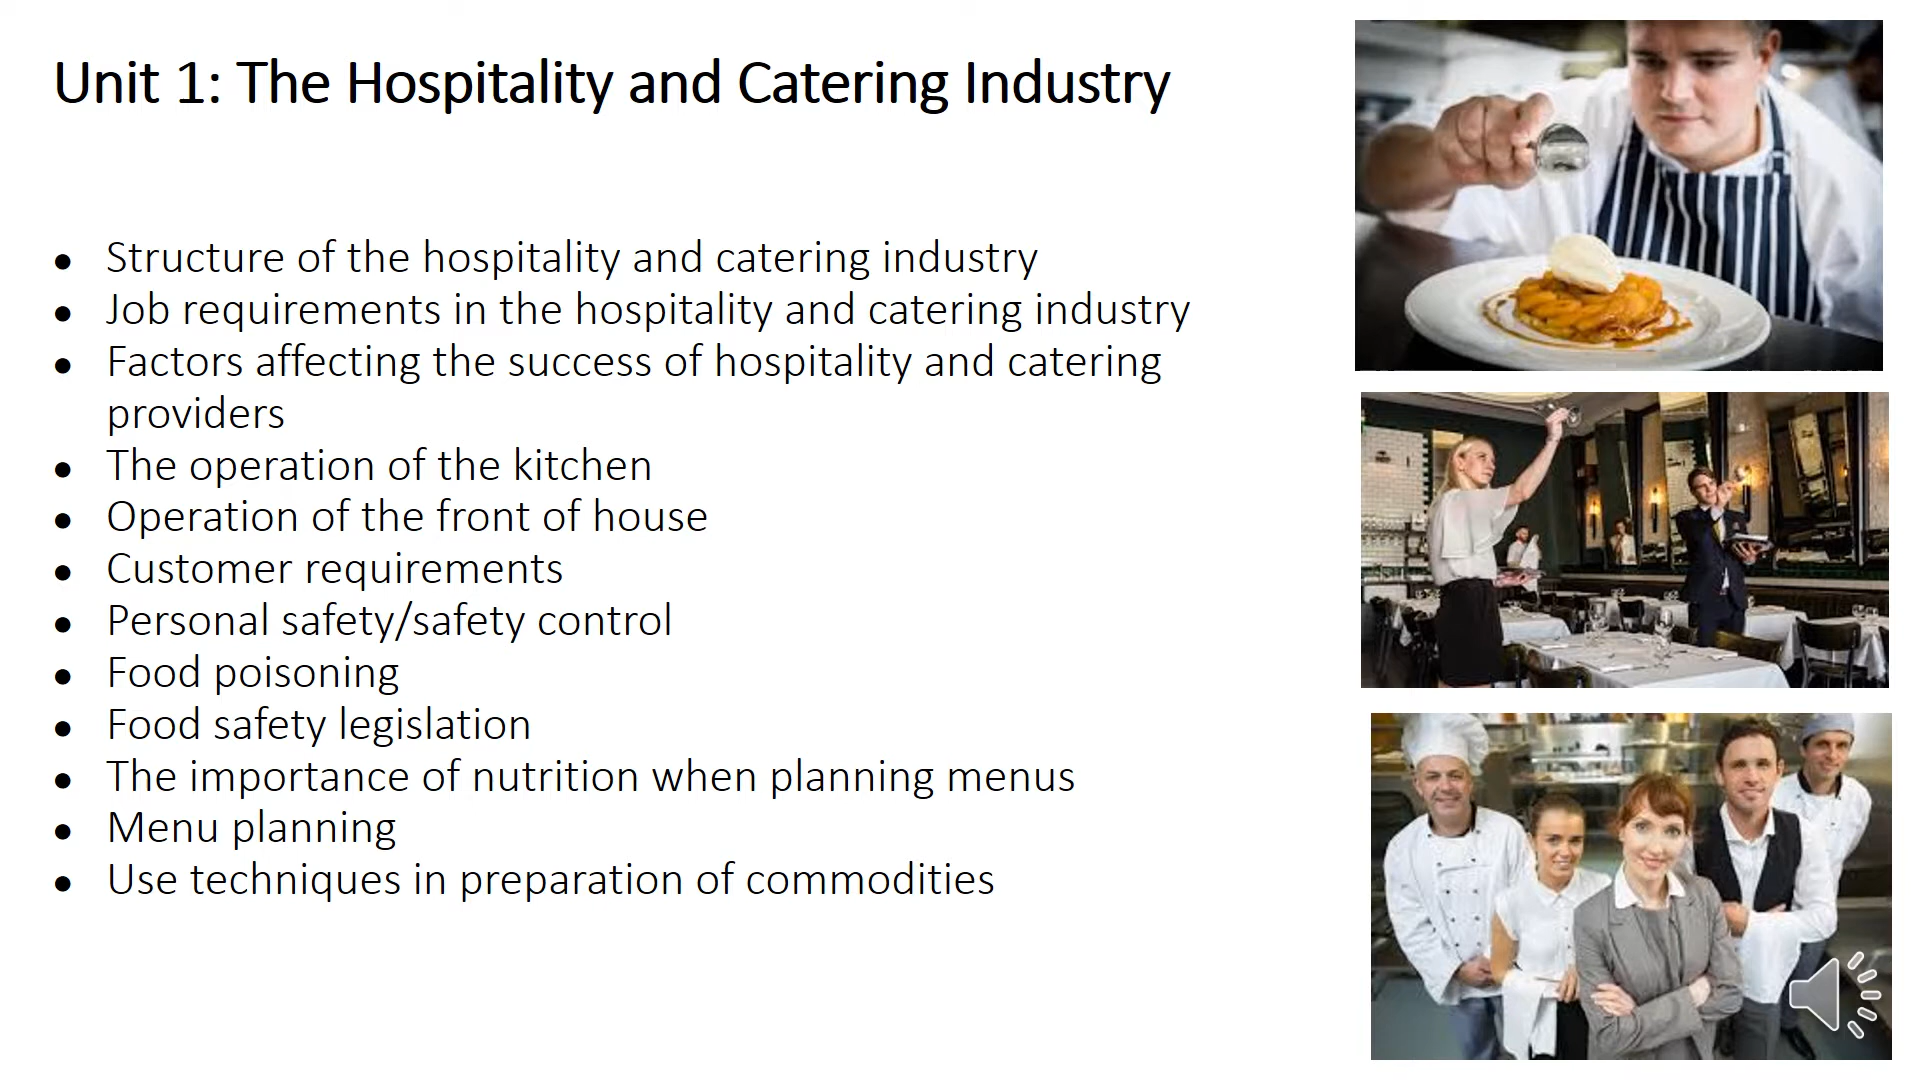 Unit 1: The Hospitality and Catering Industry
● Structure of the hospitality and catering industry
● Job requirements in the hospitality and catering industry
● Factors affecting the success of hospitality and catering
providers
● The operation of the kitchen
● Operation of the front of house
● Customer requirements
● Personal safety/safety control
● Food poisoning
● Food safety legislation
● The importance of nutrition when planning menus
● Menu planning
● Use techniques in preparation of commodities